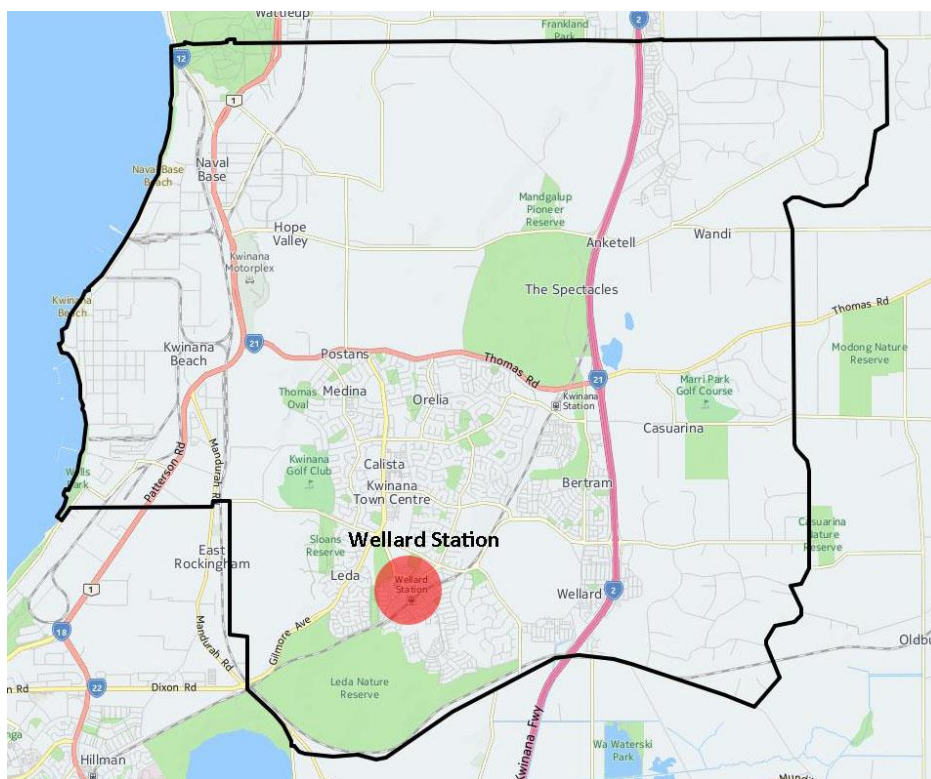 Wattleup
Frankland
Park
2
12
1
Naval Base
Beach
Naval
Base
Mandgalup
Pioneer
Reserve
Hope
Valley
Wandi
Anketell
Kwinana
Motorplex
The Spectacles
Kwinana
Beach
Thomas Rd
Kwinana
Beach
21
Postans
Thomas Rd
Modong Nature
Reserve
21
Medina
Thomas
Oval
Orelia
Kwinana
Station
Marri Park
Golf Course
Casuarina
Patterson Rd
Mandurah Rd
Kwinana
Golf Club
Calista
Kwinana
Town Centre
Wells
Park
Bertram
Casuarina
Nature
Reserve
East
Rockingham
Sloans
Reserve
Wellard Station
Leda
Wellard
Station
Wellard
2
1
18
Gilmore Ave
Mandurah Rd
Oldbu
22
n Rd
Dixon Rd
Leda Nature
Reserve
Kwinana Fwy
nga
Hillman
Wa Waterski
Park
Mundi